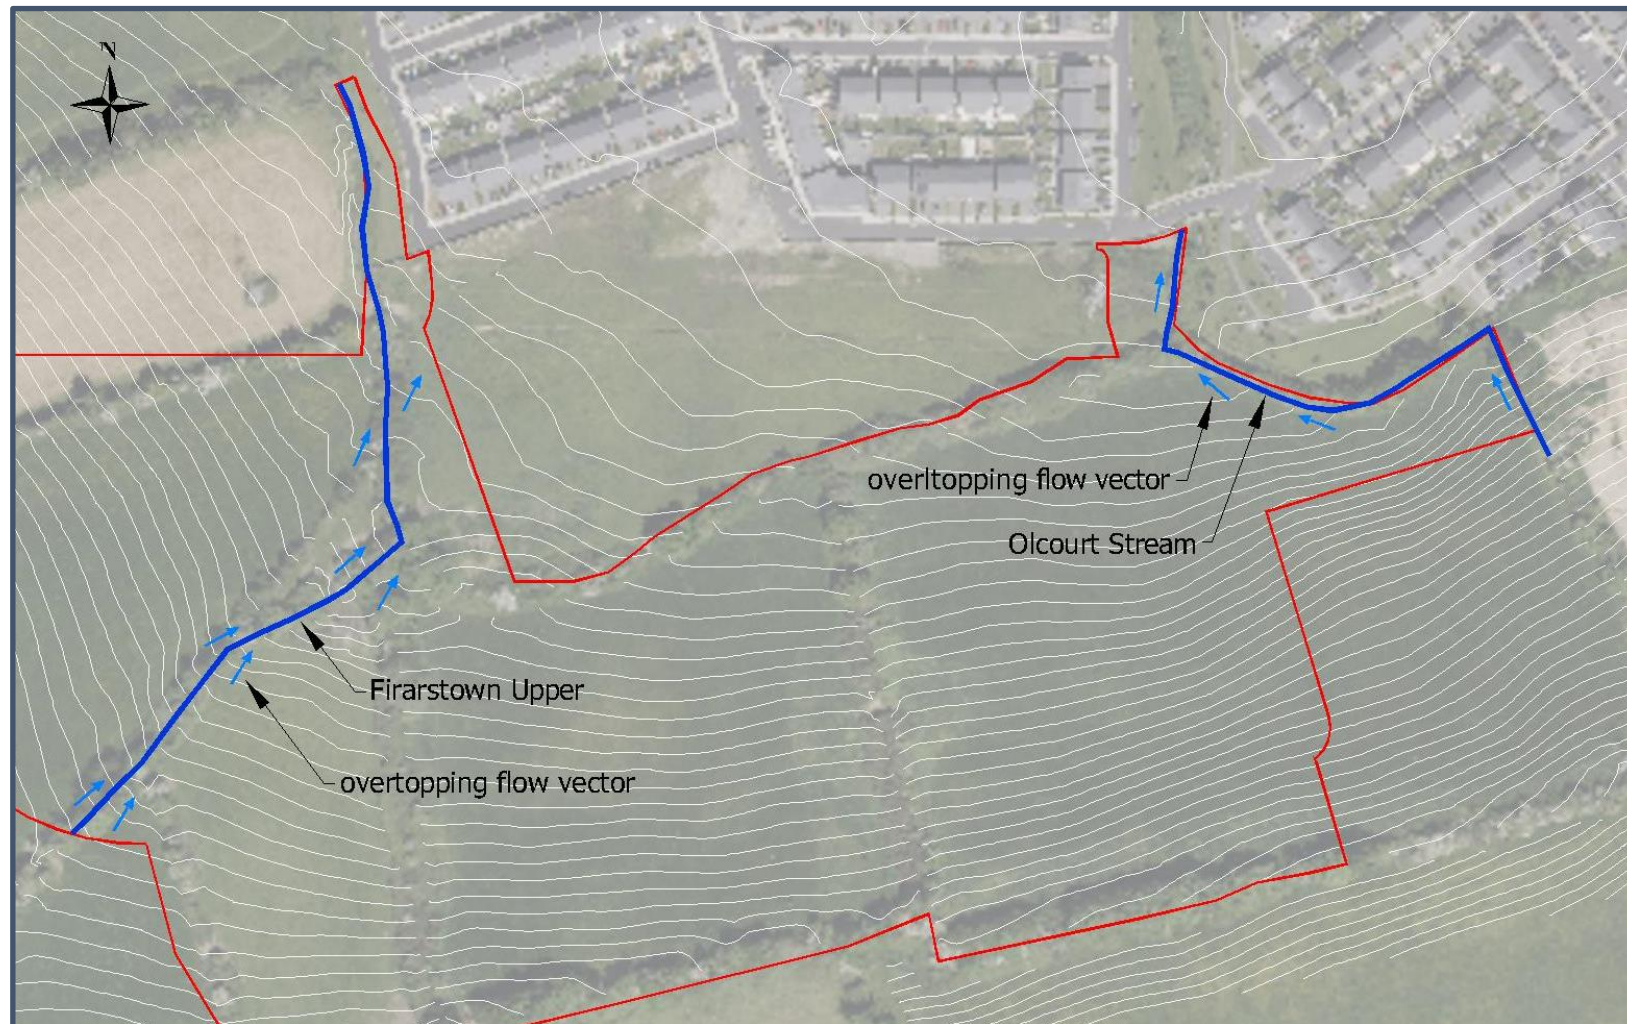 N
overltopping flow vector
Olcourt Stream
Firarstown Upper
overtopping flow vector